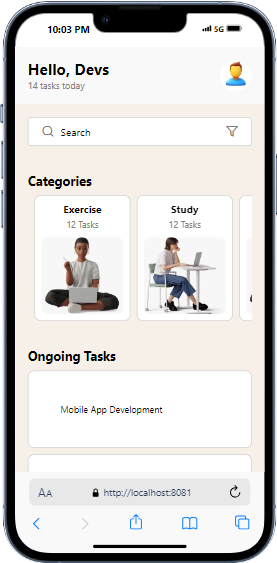 10:03 PM
5G
Hello, Devs
14 tasks today
Search
Categories
Exercise
Study
12 Tasks
12 Tasks
Ongoing Tasks
Mobile App Development
AA
http://localhost:8081